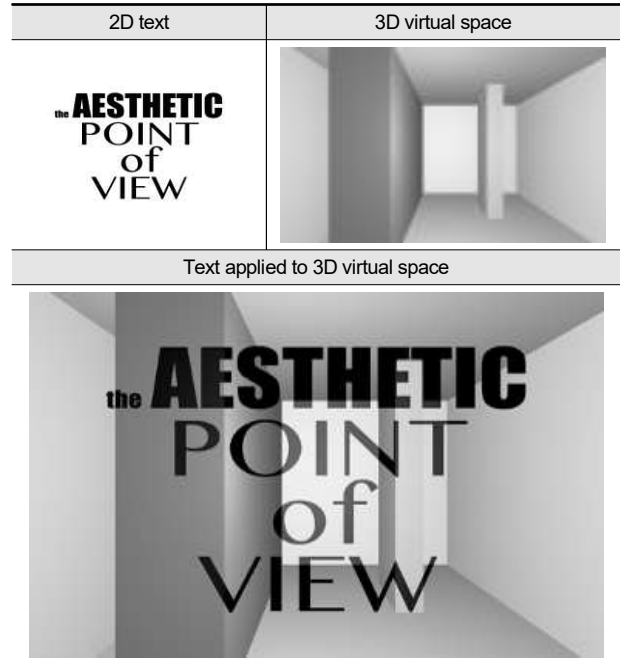 2D text
3D virtual space
the AESTHETIC
POINT
of
VIEW
Text applied to 3D virtual space
the AESTHETIC
POINT
of
VIEW